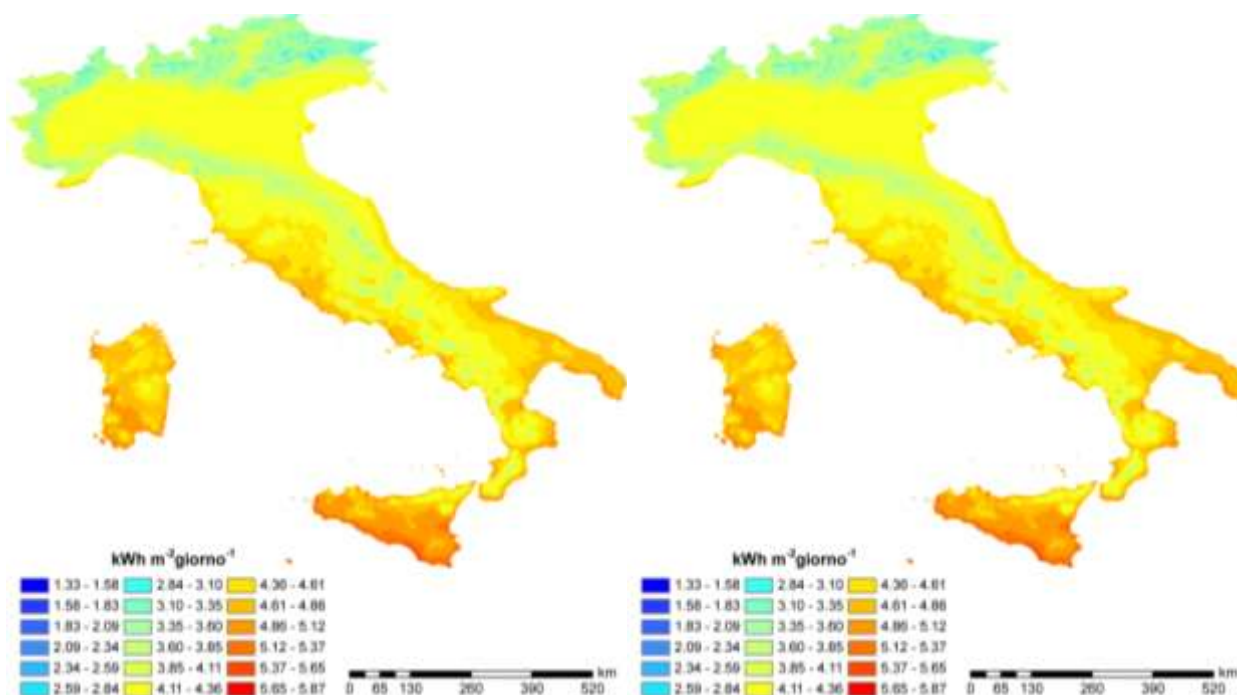 kWh m⁻²giorno⁻¹
1.33 - 1.58 2.84 - 3.10 4.36 - 4.61
1.58 - 1.83 3.10 - 3.35 4.61 - 4.86
1.83 - 2.09 3.35 - 3.60 4.86 - 5.12
2.09 - 2.34 3.60 - 3.85 5.12 - 5.37
2.34 - 2.59 3.85 - 4.11 5.37 - 5.65
2.59 - 2.84 4.11 - 4.36 5.65 - 5.87
km
0 65 130 260 390 520
kWh m⁻²giorno⁻¹
1.33 - 1.58 2.84 - 3.10 4.36 - 4.61
1.58 - 1.83 3.10 - 3.35 4.61 - 4.86
1.83 - 2.09 3.35 - 3.60 4.86 - 5.12
2.09 - 2.34 3.60 - 3.85 5.12 - 5.37
2.34 - 2.59 3.85 - 4.11 5.37 - 5.65
2.59 - 2.84 4.11 - 4.36 5.65 - 5.87
km
0 65 130 260 390 520